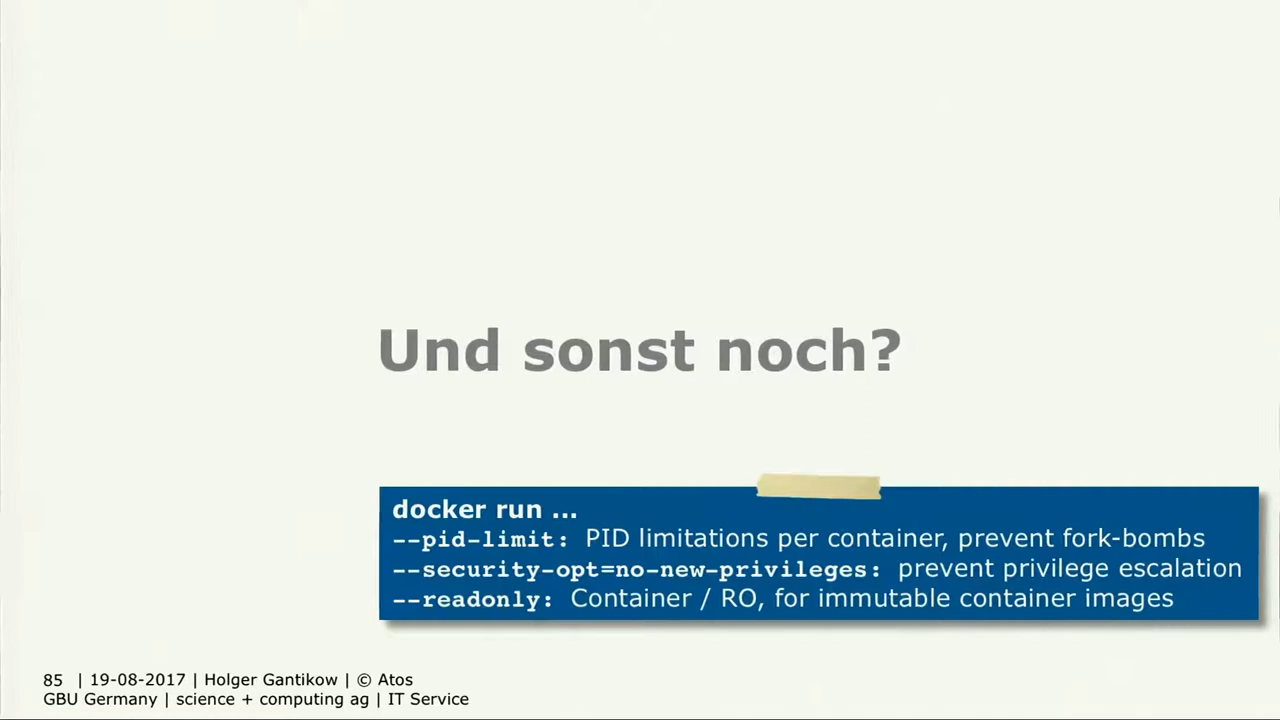 Und sonst noch?
docker run ...
--pid-limit: PID limitations per container, prevent fork-bombs
--security-opt=no-new-privileges: prevent privilege escalation
--readonly: Container / RO, for immutable container images
85 | 19-08-2017 | Holger Gantikow | © Atos
GBU Germany | science + computing ag | IT Service